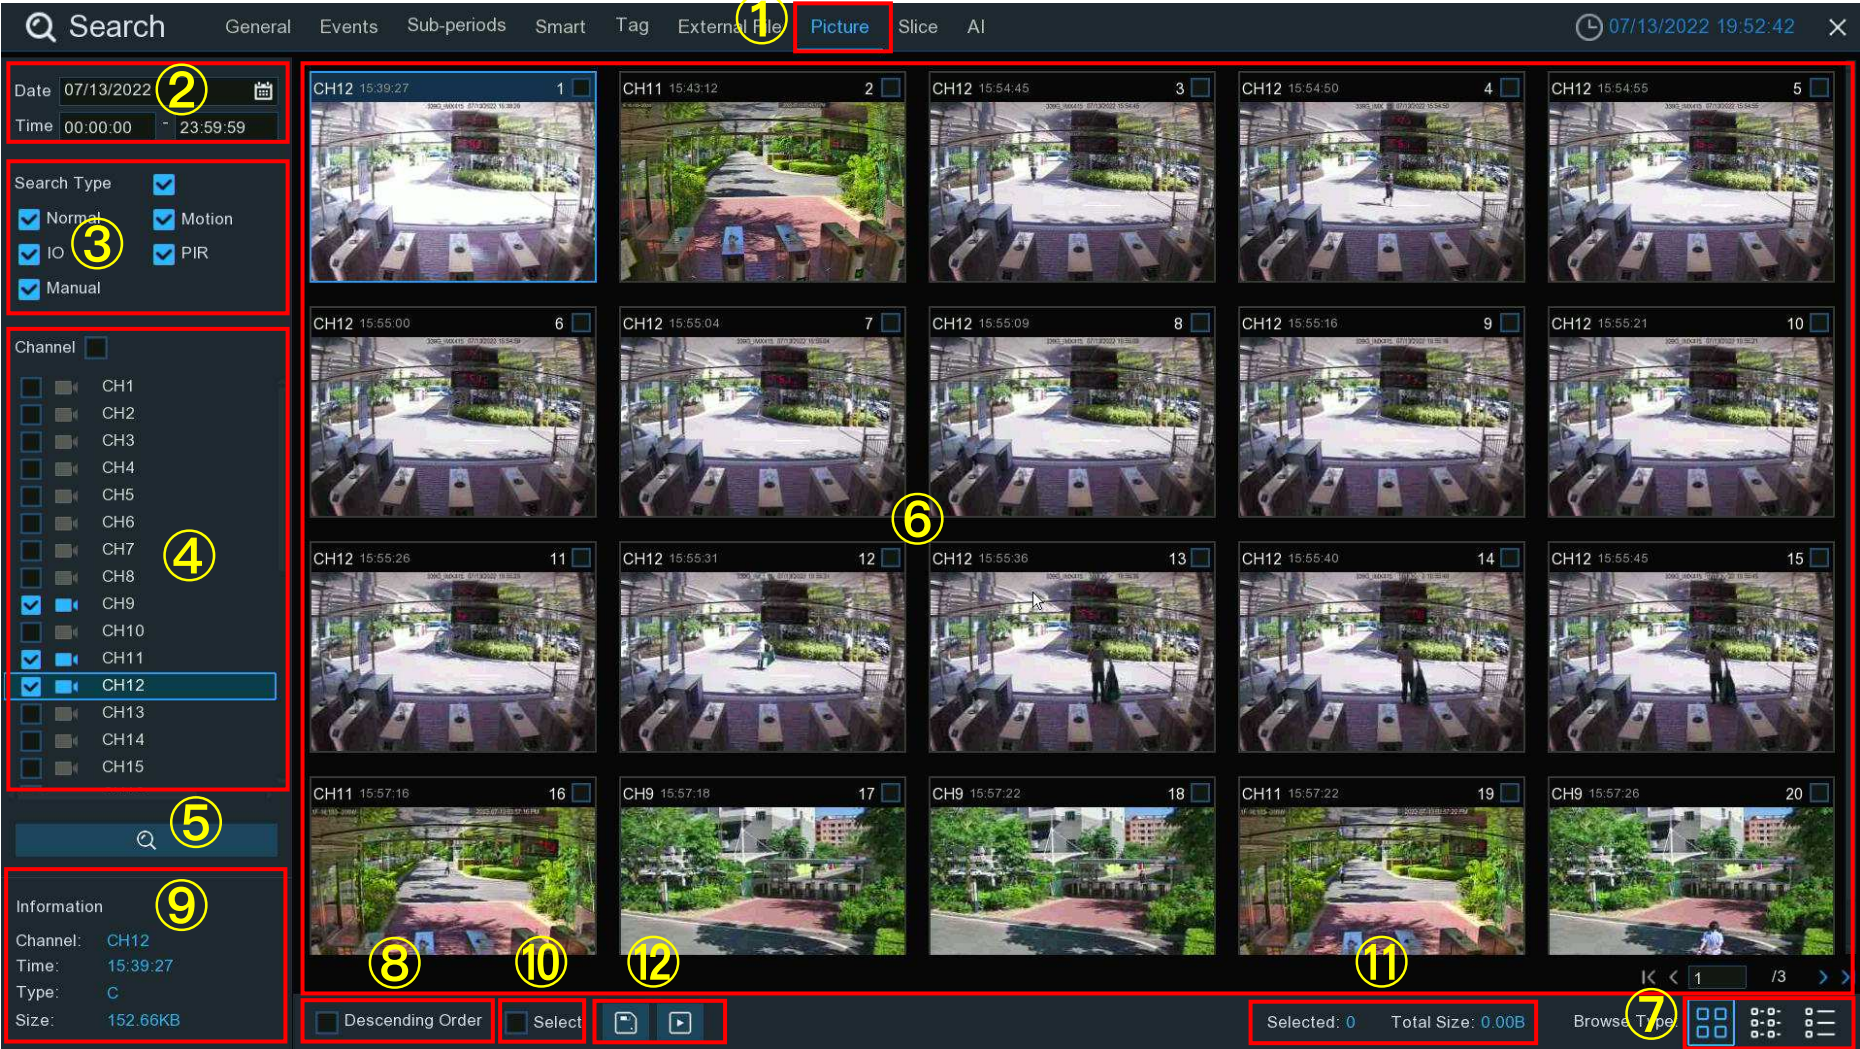 Search
General
Events
Sub-periods
Smart
Tag
External File
①
Picture
Slice
AI
07/13/2022 19:52:42
Date 07/13/2022
②
Time 00:00:00 - 23:59:59
Search Type
Normal
Motion
③
IO
PIR
Manual
Channel
CH1
CH2
CH3
CH4
CH5
CH6
CH7
④
CH8
CH9
CH10
CH11
CH12
CH13
CH14
CH15
⑤
Information
⑨
Channel: CH12
Time: 15:39:27
Type: C
Size: 152.66KB
CH12 15:39:27 1
CH11 15:43:12 2
CH12 15:54:45 3
CH12 15:54:50 4
CH12 15:54:55 5
CH12 15:55:00 6
CH12 15:55:04 7
CH12 15:55:09 8
CH12 15:55:16 9
CH12 15:55:21 10
⑥
CH12 15:55:26 11
CH12 15:55:31 12
CH12 15:55:36 13
CH12 15:55:40 14
CH12 15:55:45 15
CH11 15:57:16 16
CH9 15:57:18 17
CH9 15:57:22 18
CH11 15:57:22 19
CH9 15:57:26 20
⑧
⑩
⑫
⑪
1 /3
Descending Order
Select
Selected: 0
Total Size: 0.00B
Browse Type:
⑦